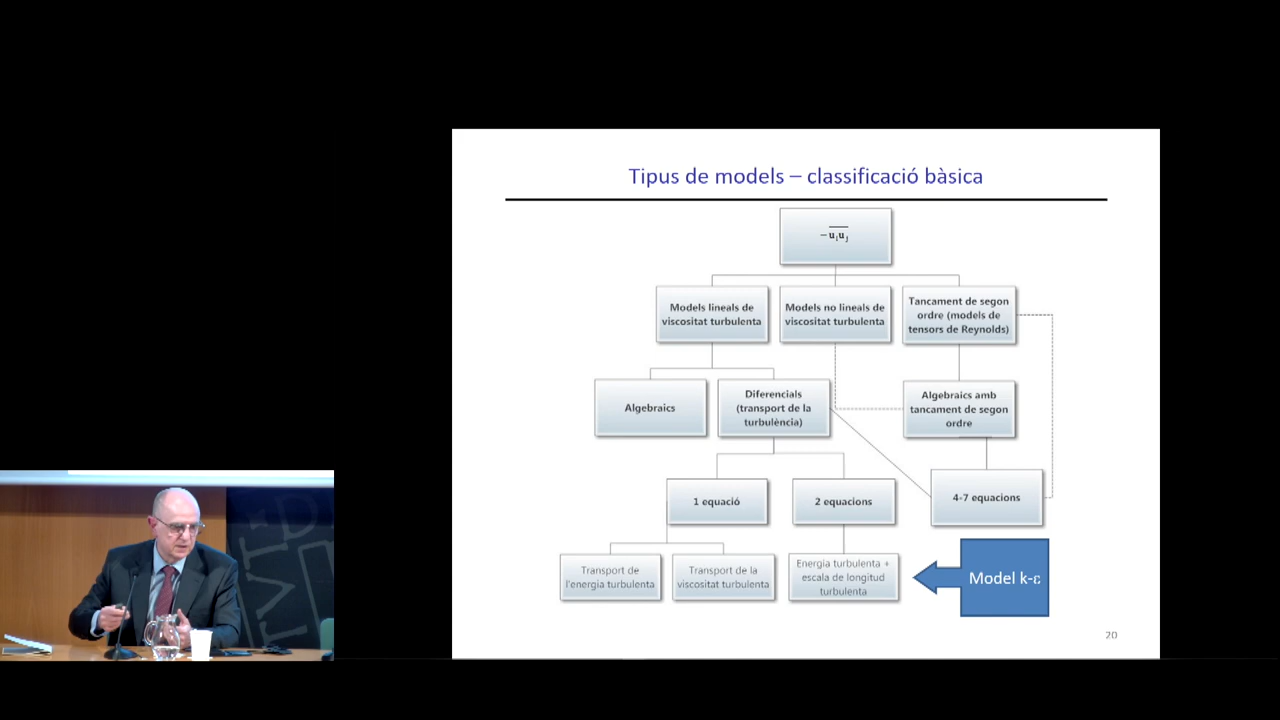 Tipus de models – classificació bàsica
−uᵢuⱼ
Models lineals de
viscositat turbulenta
Models no lineals de
viscositat turbulenta
Tancament de segon
ordre (models de
tensors de Reynolds)
Algebraics
Diferencials
(transport de la
turbulència)
Algebraics amb
tancament de segon
ordre
1 equació
2 equacions
4-7 equacions
Transport de
l'energia turbulenta
Transport de la
viscositat turbulenta
Energia turbulenta +
escala de longitud
turbulenta
Model k-ε
20